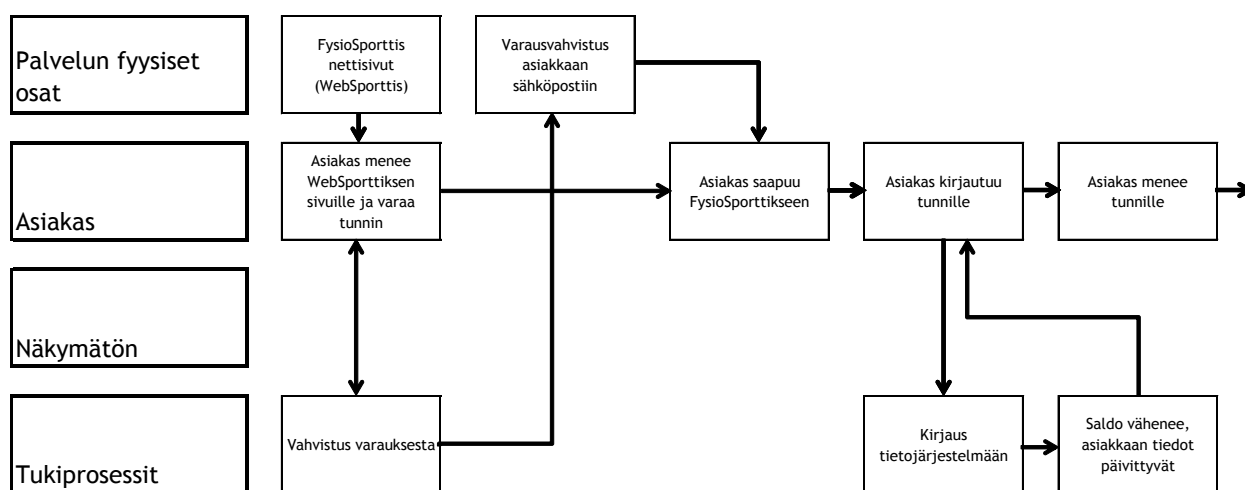 Palvelun fyysiset
osat
FysioSporttis
nettisivut
(WebSporttis)
Varausvahvistus
asiakkaan
sähköpostiin
Asiakas
Asiakas menee
WebSporttiksen
sivuille ja varaa
tunnin
Asiakas saapuu
FysioSporttikseen
Asiakas kirjautuu
tunnille
Asiakas menee
tunnille
Näkymätön
Tukiprosessit
Vahvistus varauksesta
Kirjaus
tietojärjestelmään
Saldo vähenee,
asiakkaan tiedot
päivittyvät